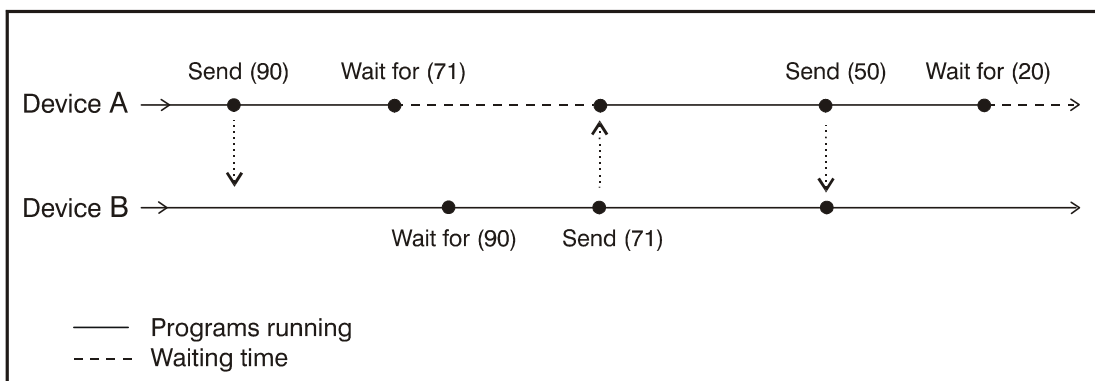 Send (90) Wait for (71) Send (50) Wait for (20)
Device A
Device B
Wait for (90) Send (71)
Programs running
Waiting time